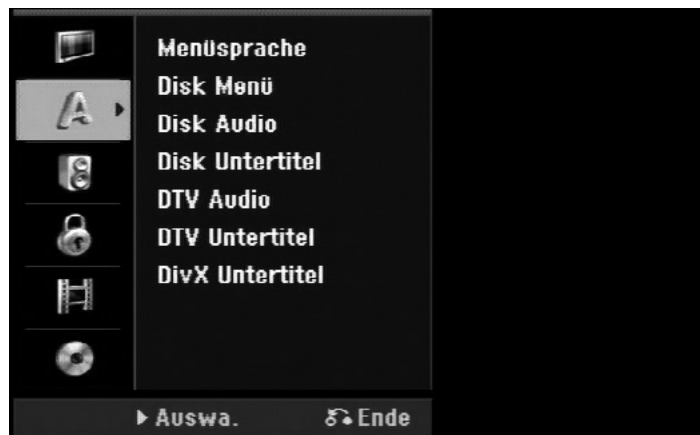 Menüsprache
Disk Menü
Disk Audio
Disk Untertitel
DTV Audio
DTV Untertitel
DivX Untertitel
Auswa. Ende